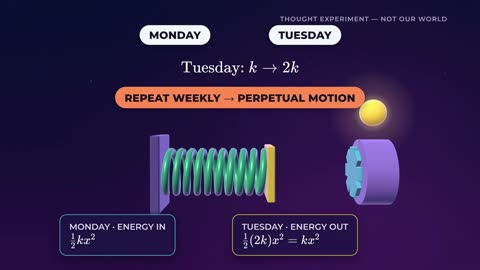 THOUGHT EXPERIMENT — NOT OUR WORLD
MONDAY
TUESDAY
Tuesday: k → 2k
REPEAT WEEKLY → PERPETUAL MOTION
MONDAY · ENERGY IN
½kx²
TUESDAY · ENERGY OUT
½(2k)x² = kx²